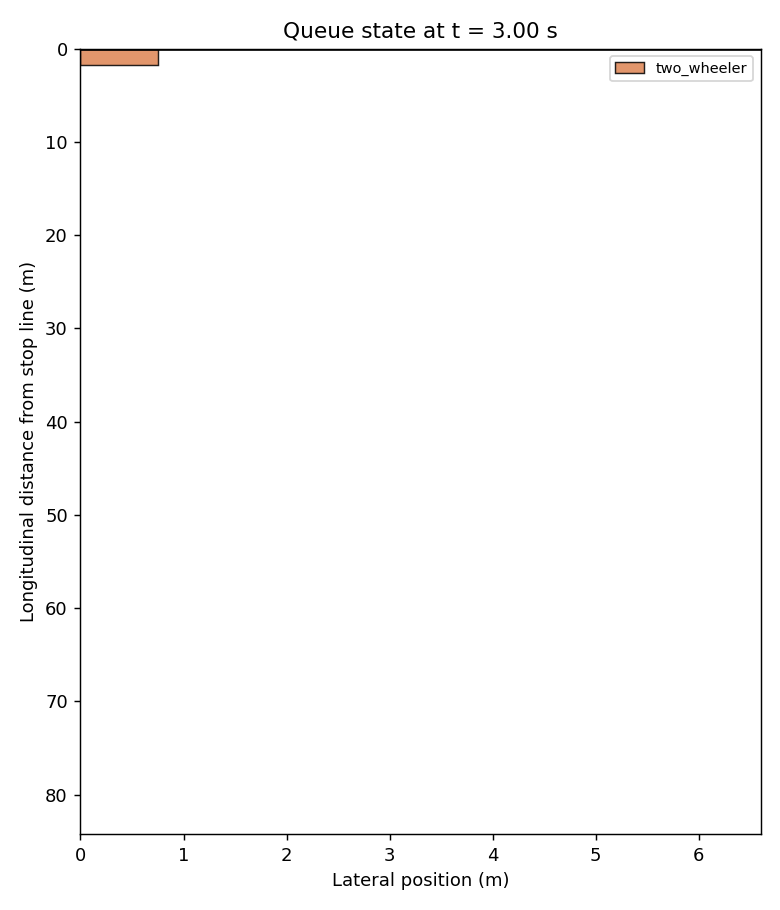 Queue state at t = 3.00 s
two_wheeler
Longitudinal distance from stop line (m)
0
10
20
30
40
50
60
70
80
0 1 2 3 4 5 6
Lateral position (m)